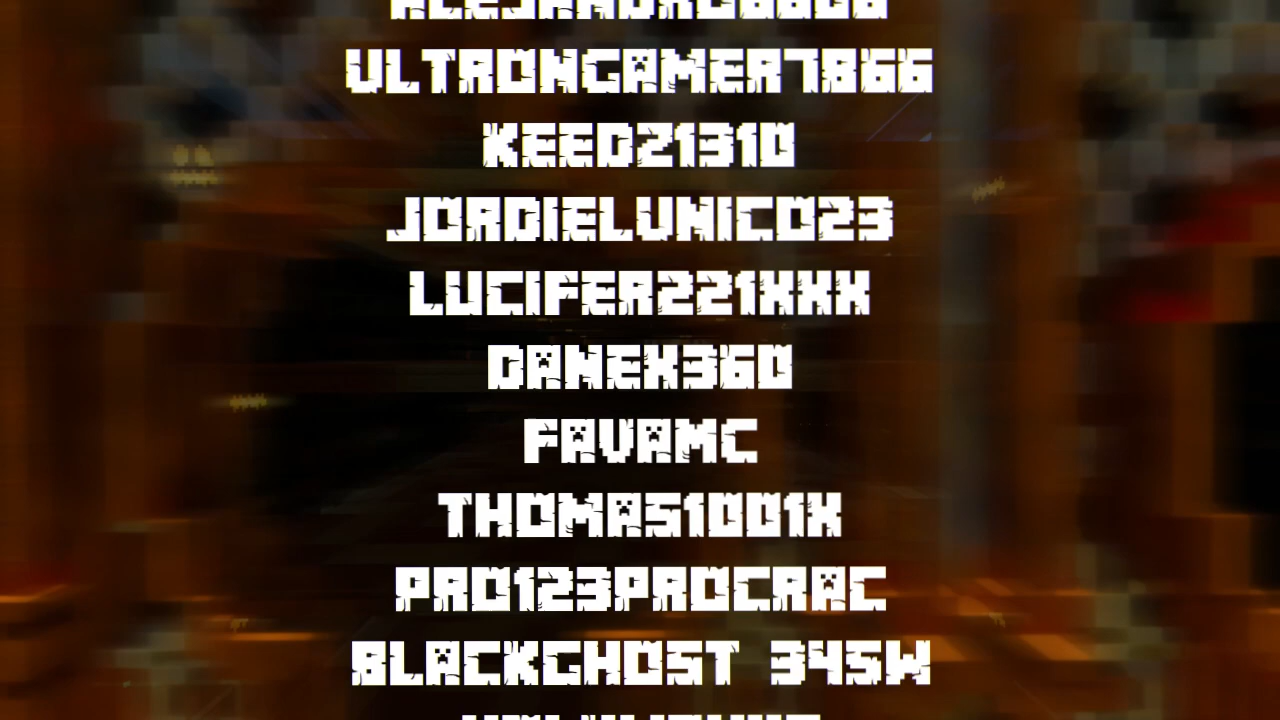 ULTRONGAMER7866
KEED21310
JORDIELUNICO23
LUCIFER221XXX
DANEX360
FAVAMC
THOMAS1001X
PRO123PROCRAC
BLACKGHOST 345W